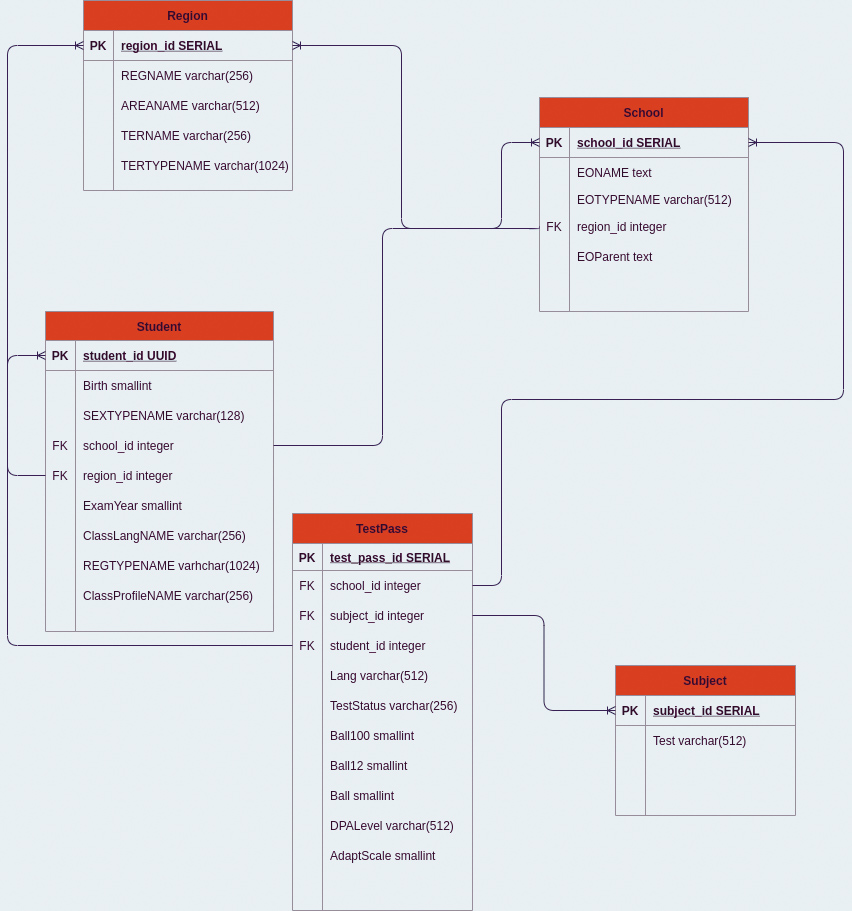 Region
PK region_id SERIAL
REGNAME varchar(256)
AREANAME varchar(512)
TERNAME varchar(256)
TERTYPENAME varchar(1024)
School
PK school_id SERIAL
EONAME text
EOTYPENAME varchar(512)
FK region_id integer
EOParent text
Student
PK student_id UUID
Birth smallint
SEXTYPENAME varchar(128)
FK school_id integer
FK region_id integer
ExamYear smallint
ClassLangNAME varchar(256)
REGTYPENAME varhchar(1024)
ClassProfileNAME varchar(256)
TestPass
PK test_pass_id SERIAL
FK school_id integer
FK subject_id integer
FK student_id integer
Lang varchar(512)
TestStatus varchar(256)
Ball100 smallint
Ball12 smallint
Ball smallint
DPALevel varchar(512)
AdaptScale smallint
Subject
PK subject_id SERIAL
Test varchar(512)